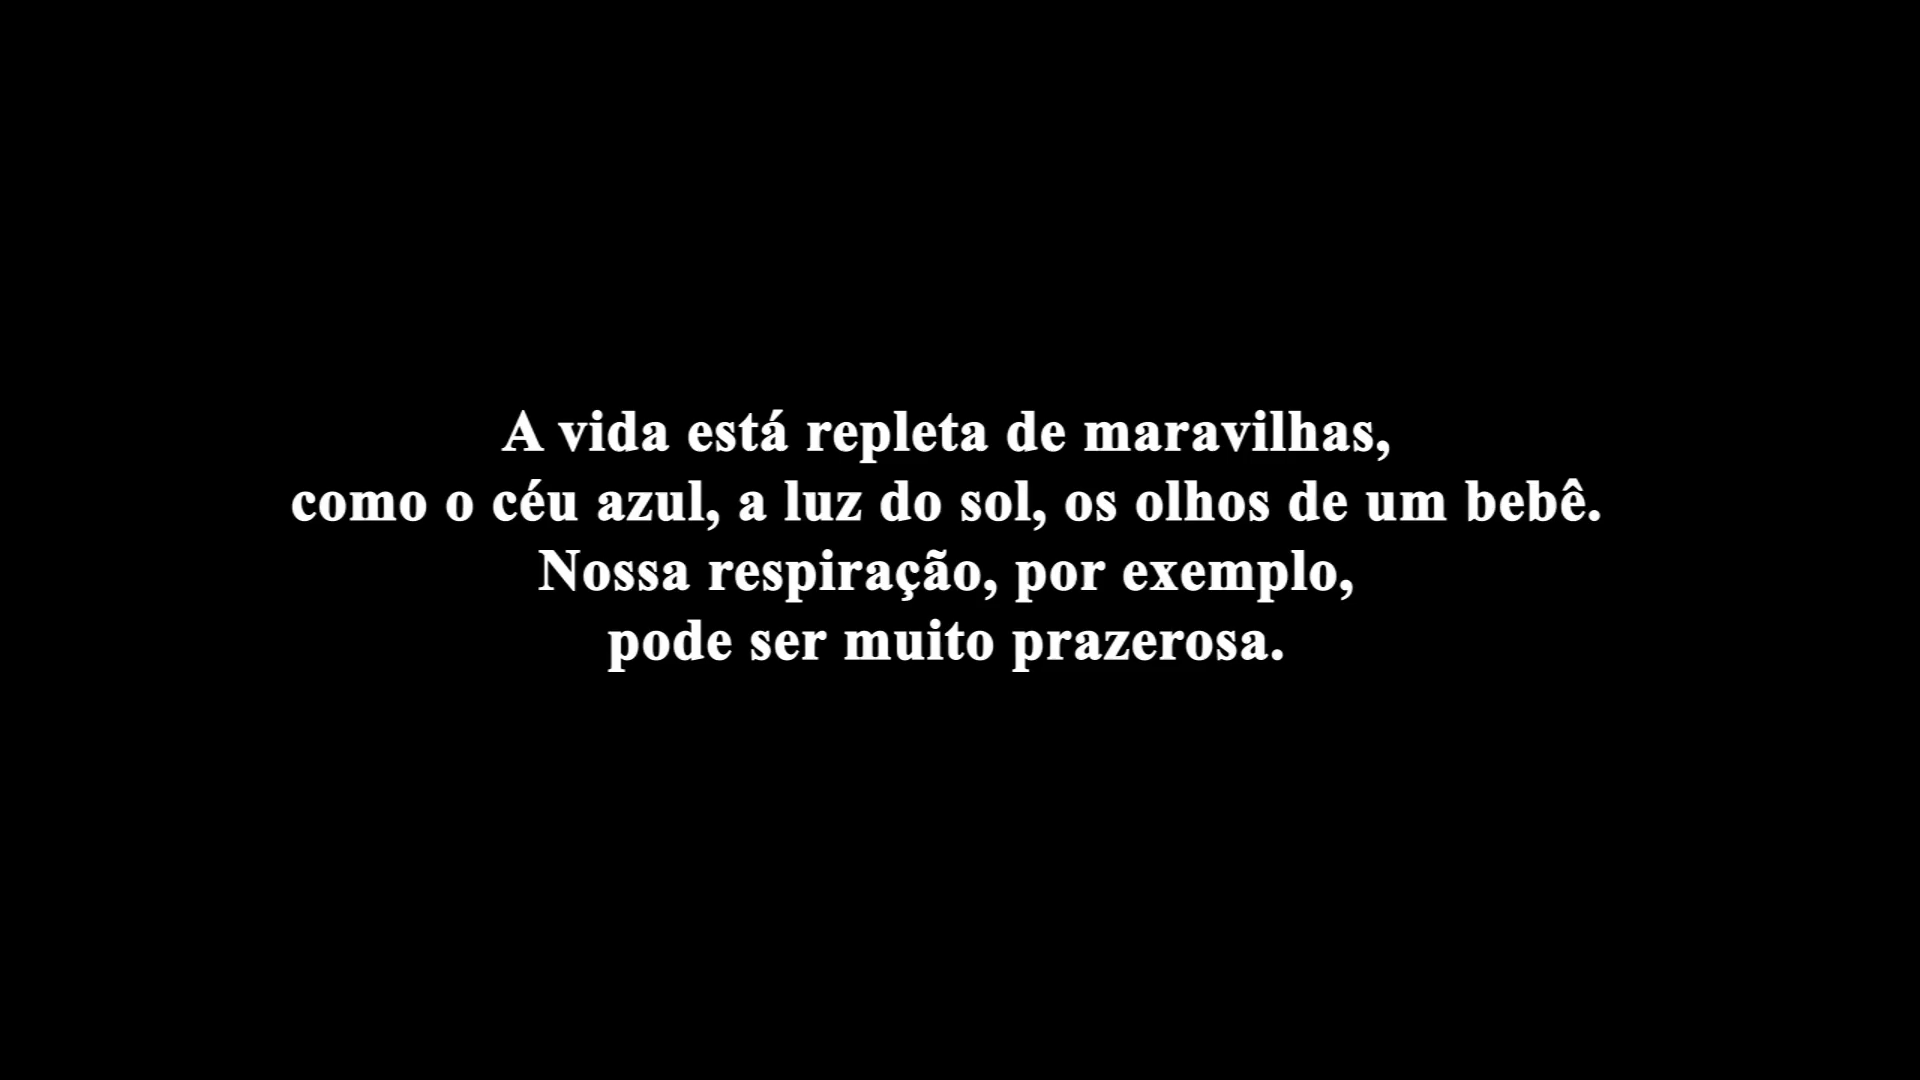 A vida está repleta de maravilhas,
como o céu azul, a luz do sol, os olhos de um bebê.
Nossa respiração, por exemplo,
pode ser muito prazerosa.